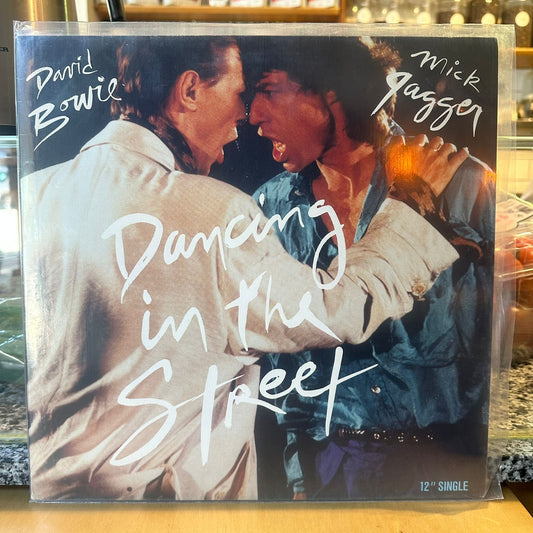 David
Bowie
Mick
Jagger
Dancing
in the
Street
12" SINGLE